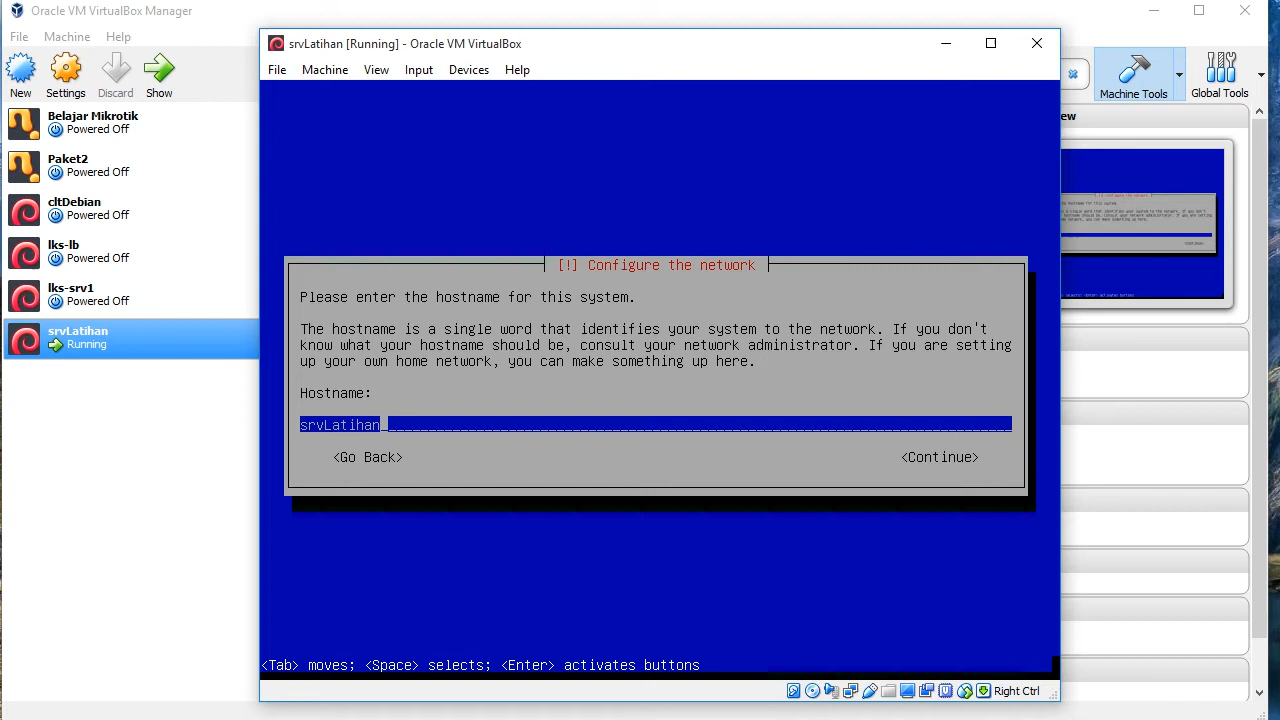 Oracle VM VirtualBox Manager
File Machine Help
New Settings Discard Show
Machine Tools Global Tools
Belajar Mikrotik
Powered Off
Paket2
Powered Off
cltDebian
Powered Off
lks-lb
Powered Off
lks-srv1
Powered Off
srvLatihan
Running
srvLatihan [Running] - Oracle VM VirtualBox
File Machine View Input Devices Help
[!] Configure the network
Please enter the hostname for this system.
The hostname is a single word that identifies your system to the network. If you don't
know what your hostname should be, consult your network administrator. If you are setting
up your own home network, you can make something up here.
Hostname:
srvLatihan
<Go Back> <Continue>
<Tab> moves; <Space> selects; <Enter> activates buttons
Right Ctrl
ew